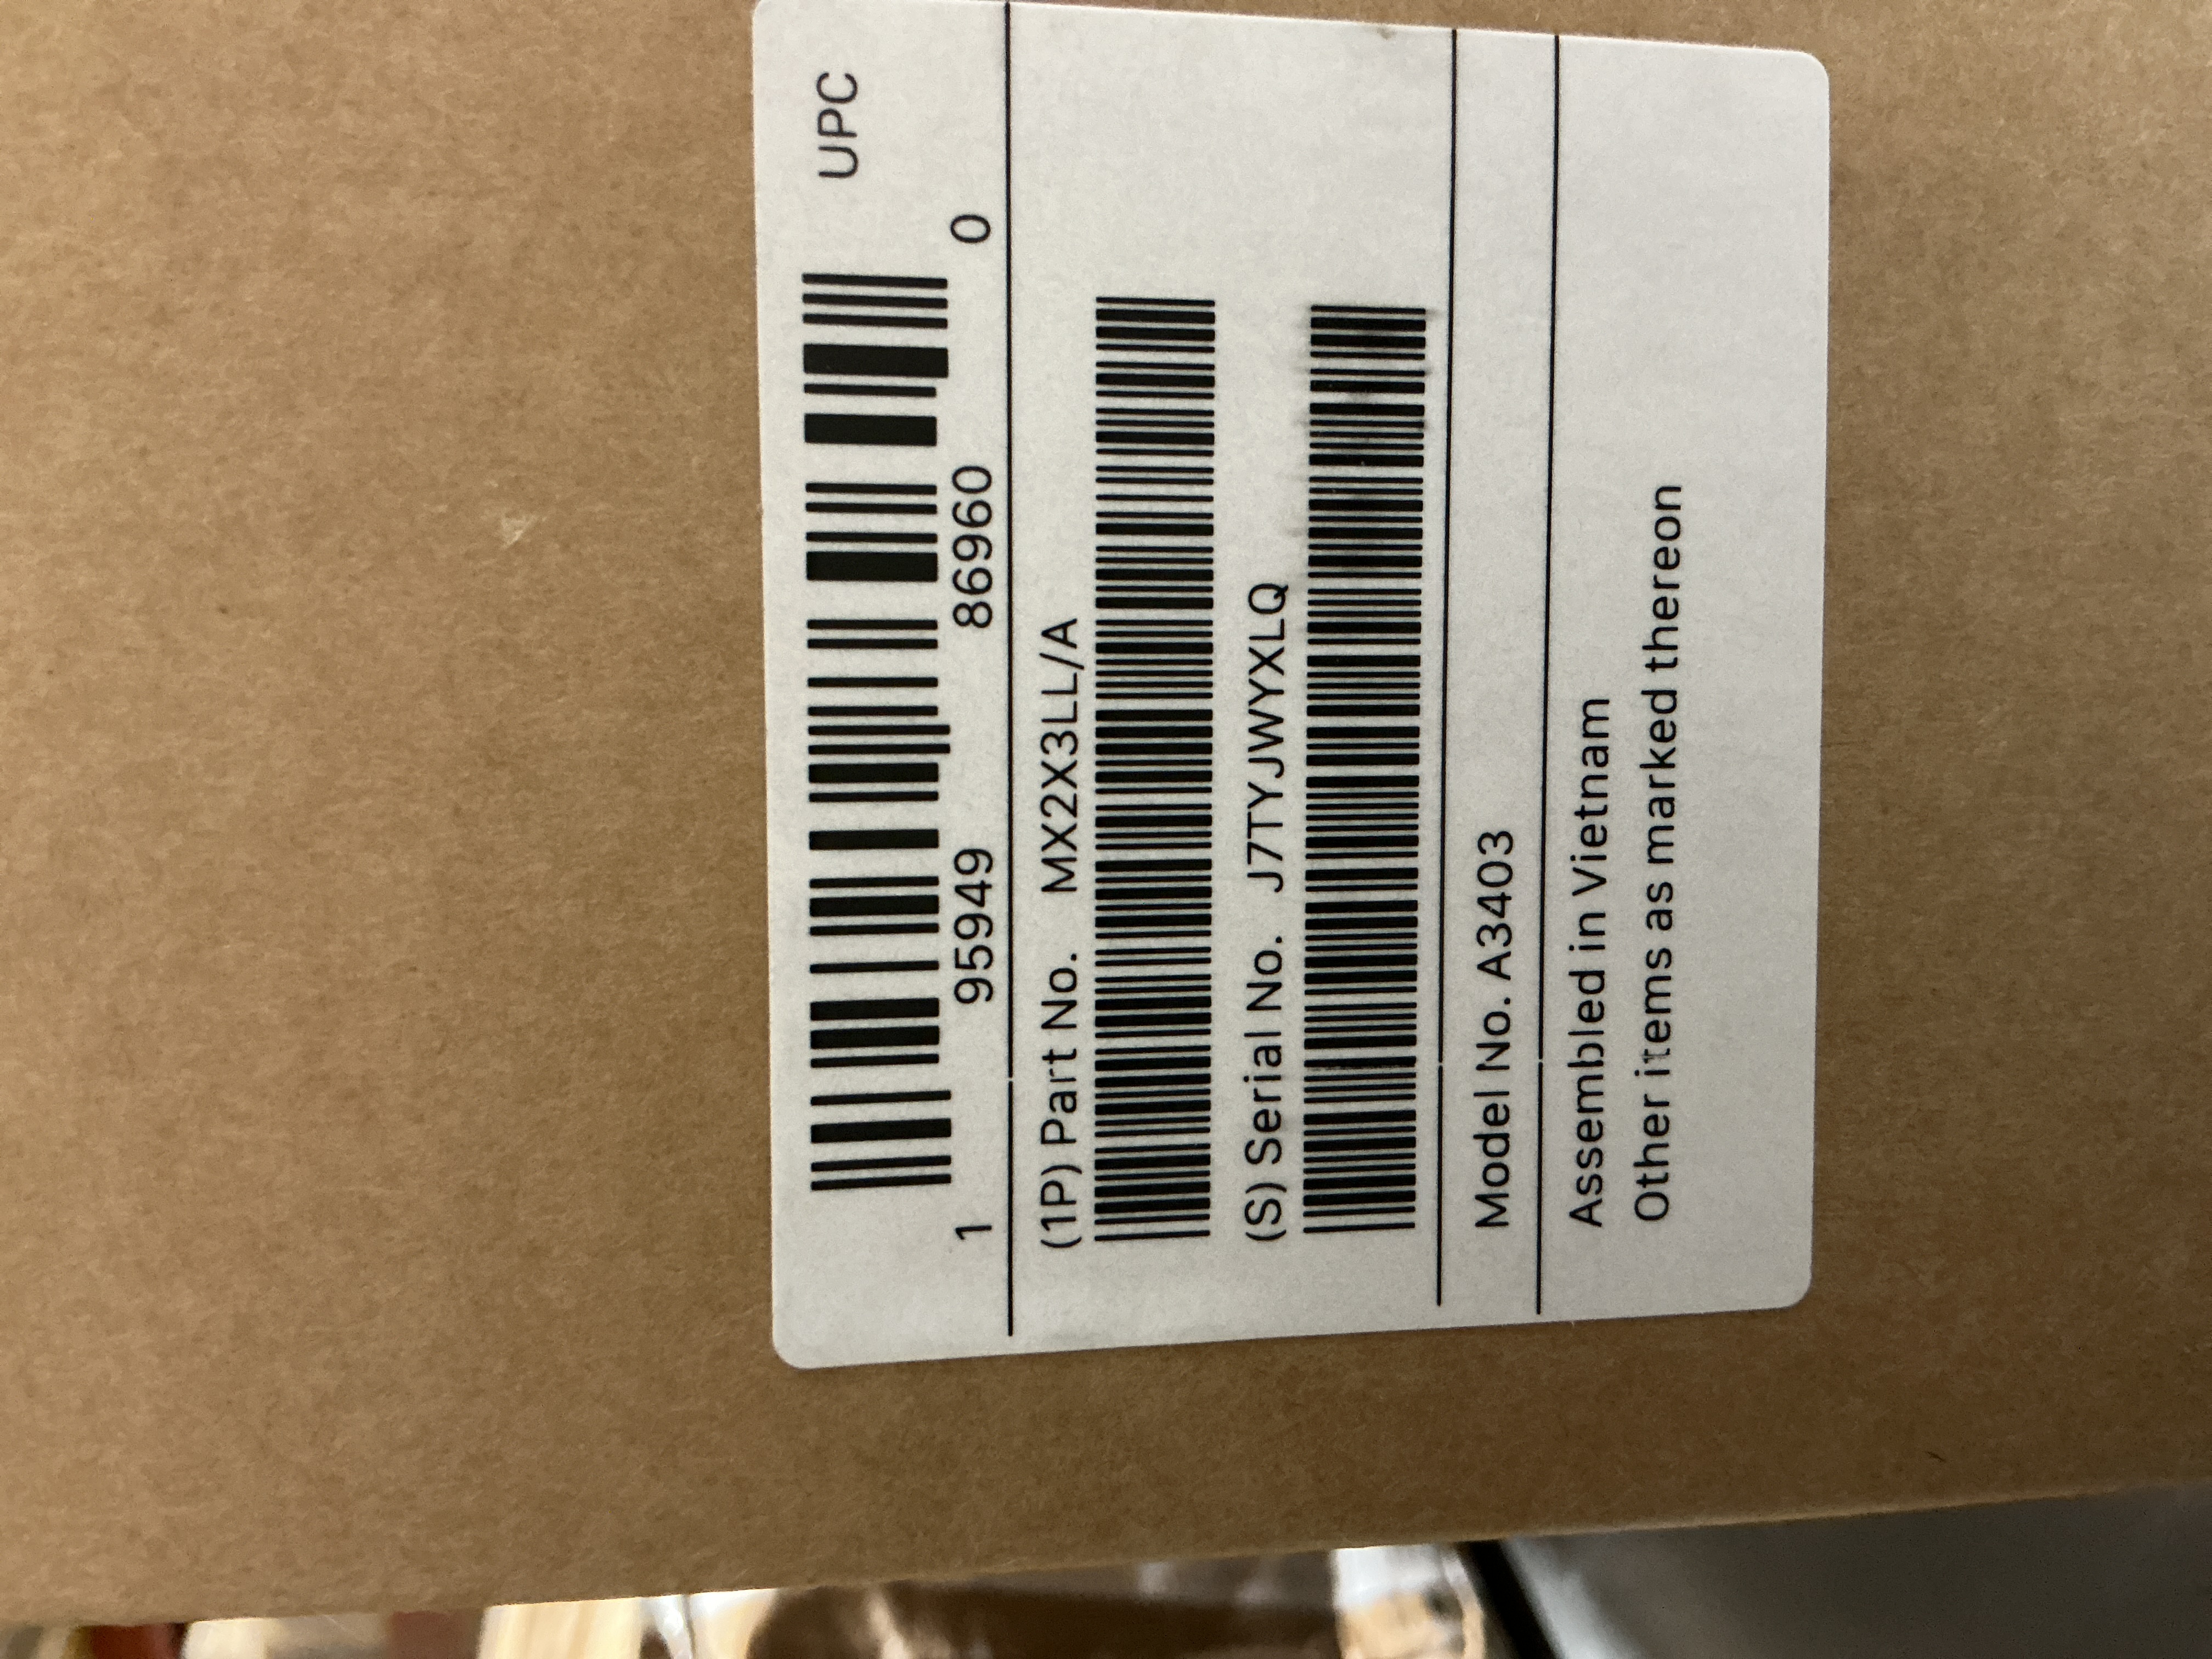 UPC
1 95949 86960 0
(1P) Part No. MX2X3LL/A
(S) Serial No. J7TYJWYXLQ
Model No. A3403
Assembled in Vietnam
Other items as marked thereon